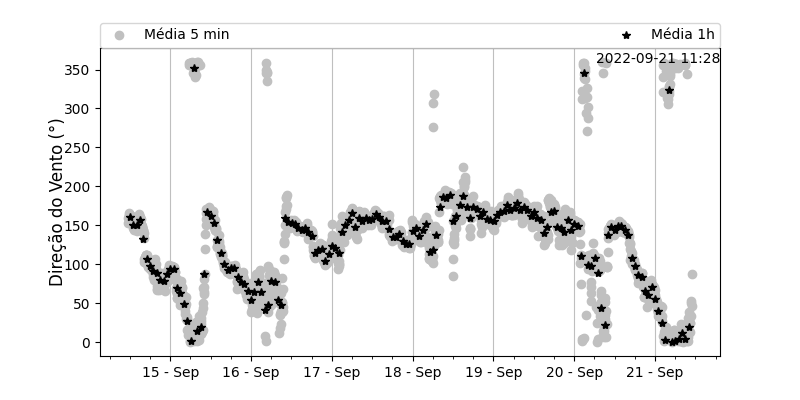 Média 5 min
Média 1h
2022-09-21 11:28
Direção do Vento (°)
350
300
250
200
150
100
50
0
15 - Sep
16 - Sep
17 - Sep
18 - Sep
19 - Sep
20 - Sep
21 - Sep